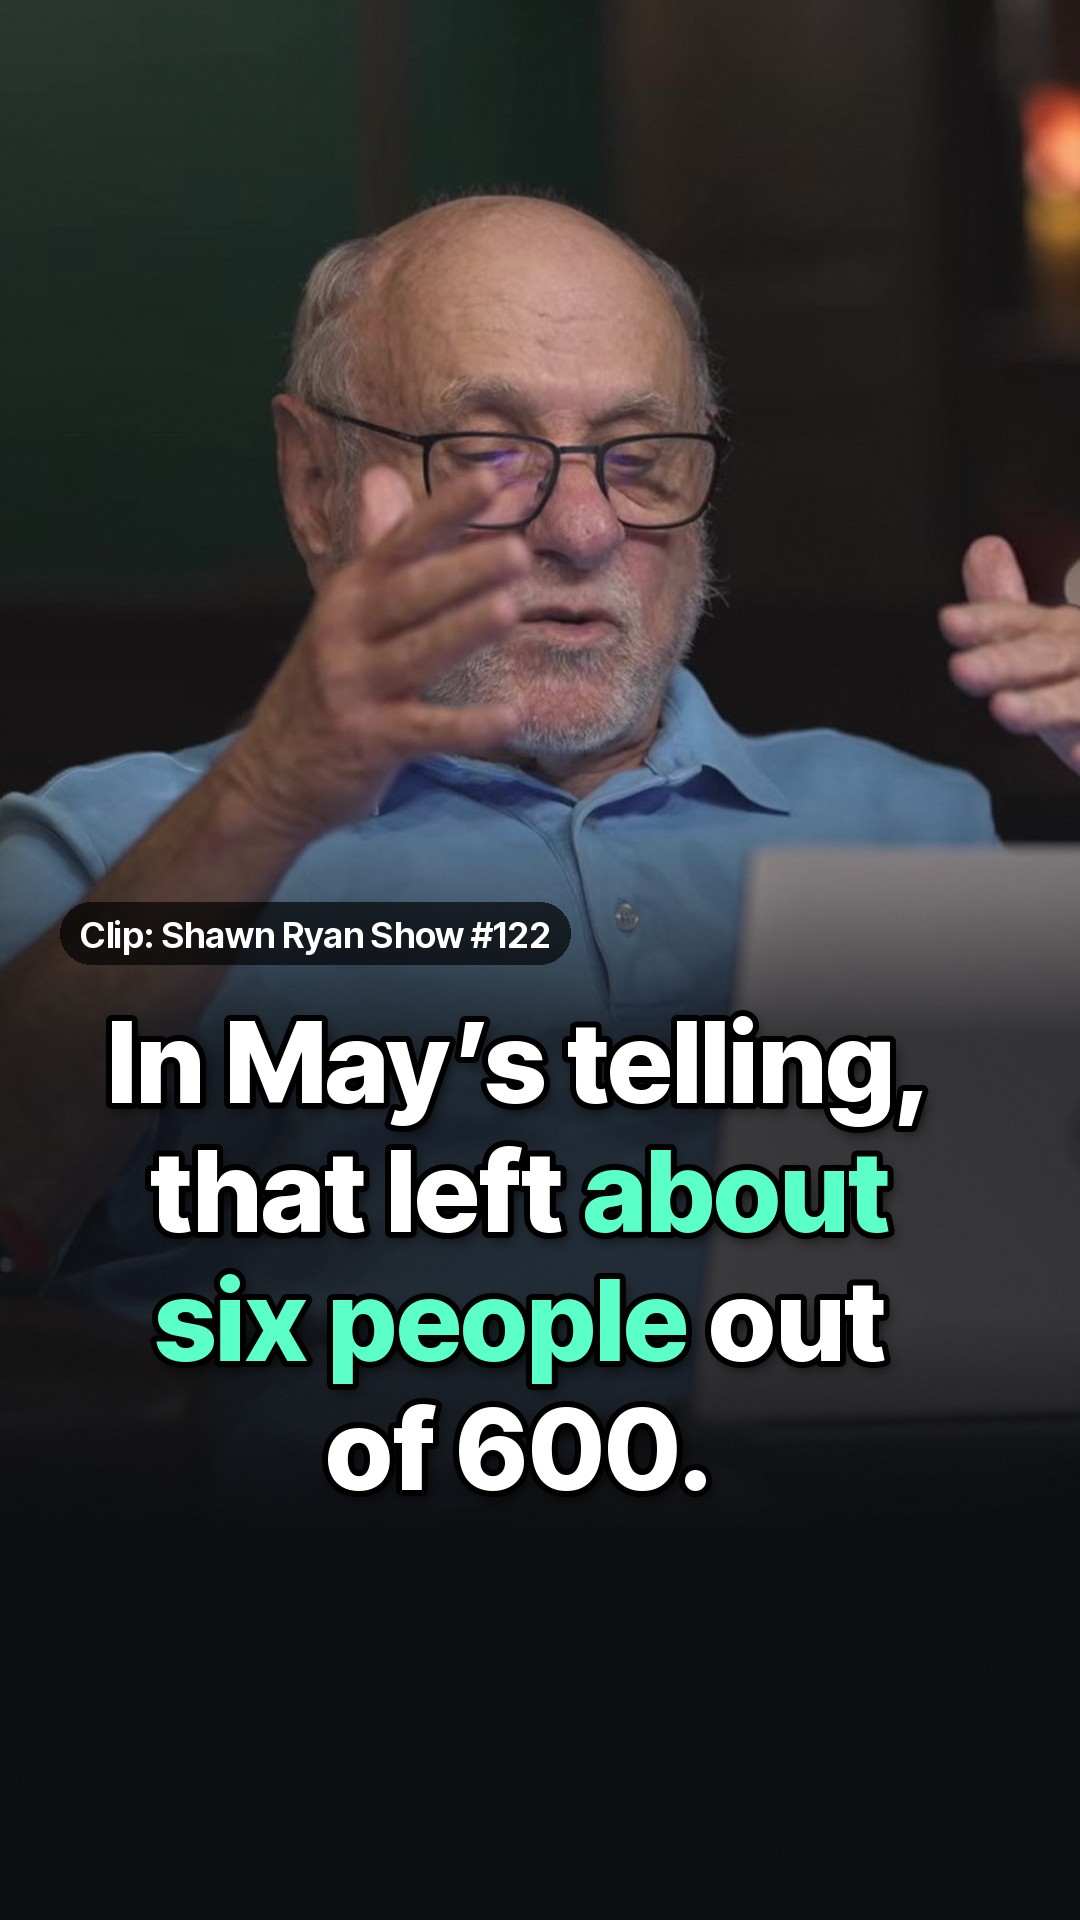 Clip: Shawn Ryan Show #122
In May’s telling,
that left about
six people out
of 600.